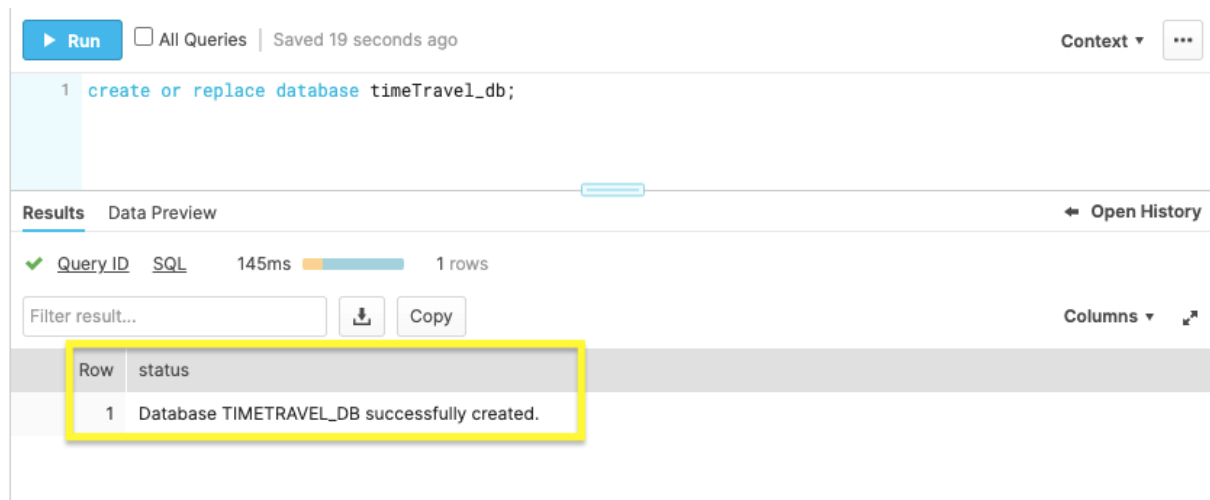 Run All Queries Saved 19 seconds ago Context ...
1 create or replace database timeTravel_db;
Results Data Preview Open History
Query ID SQL 145ms 1 rows
Filter result... Copy Columns
Row status
1 Database TIMETRAVEL_DB successfully created.